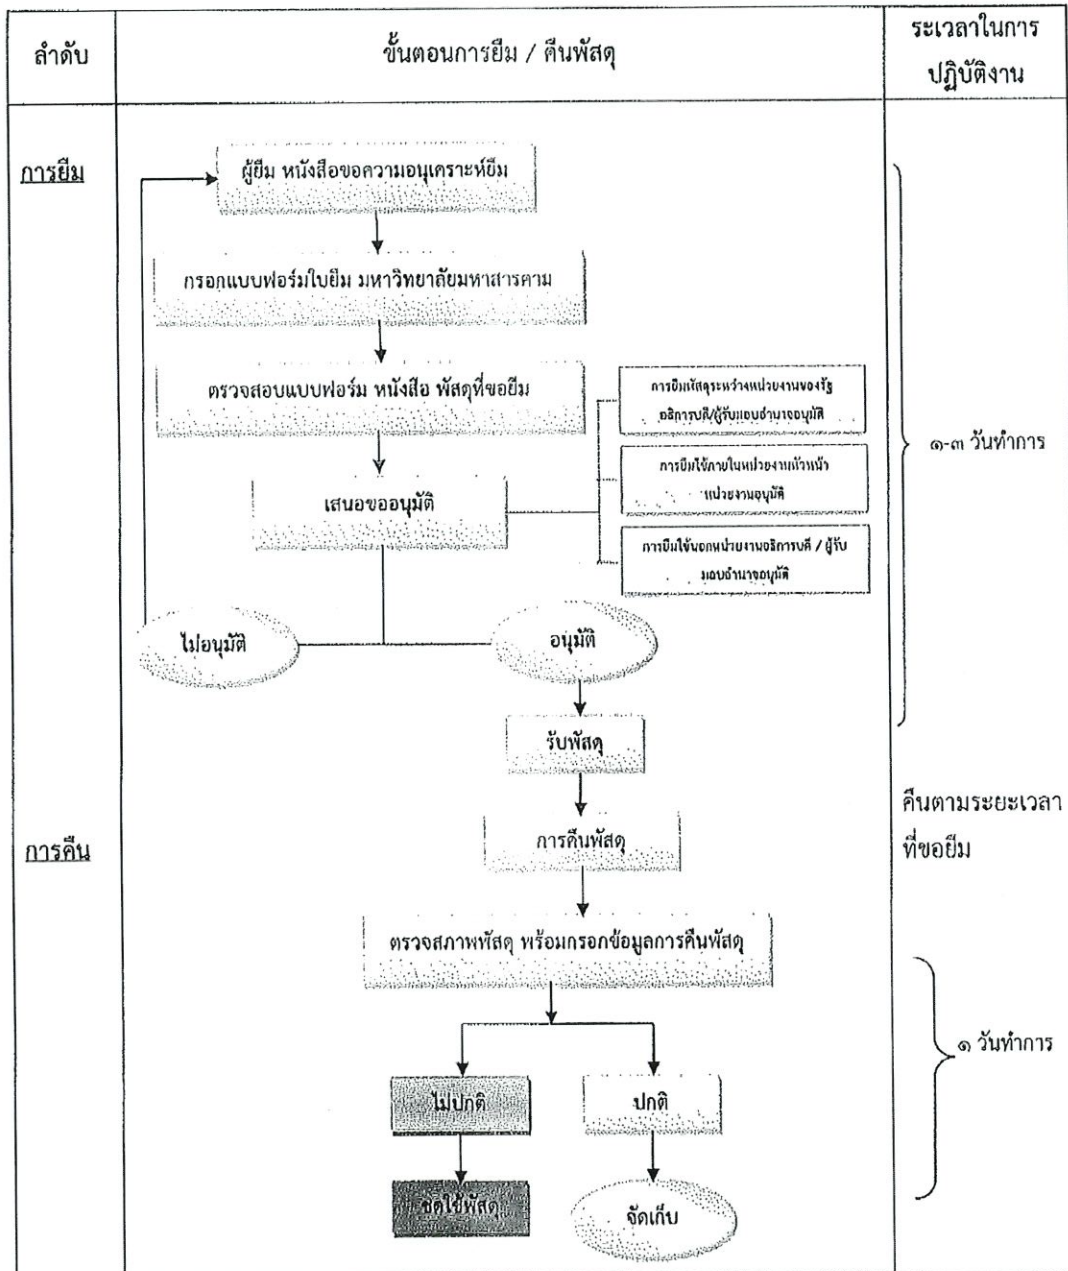 ลำดับ
ขั้นตอนการยืม / คืนพัสดุ
ระเวลาในการ
ปฏิบัติงาน
การยืม
ผู้ยืม หนังสือขอความอนุเคราะห์ยืม
กรอกแบบฟอร์มใบยืม มหาวิทยาลัยมหาสารคาม
ตรวจสอบแบบฟอร์ม หนังสือ พัสดุที่ขอยืม
เสนอขออนุมัติ
การยืมพัสดุระหว่างหน่วยงานของรัฐ
อธิการบดี/ผู้รับมอบอำนาจอนุมัติ
การยืมใช้ภายในหน่วยงานหัวหน้า
หน่วยงานอนุมัติ
การยืมใช้นอกหน่วยงานอธิการบดี / ผู้รับ
มอบอำนาจอนุมัติ
๑-๓ วันทำการ
ไม่อนุมัติ
อนุมัติ
รับพัสดุ
การคืน
การคืนพัสดุ
คืนตามระยะเวลา
ที่ขอยืม
ตรวจสภาพพัสดุ พร้อมกรอกข้อมูลการคืนพัสดุ
๑ วันทำการ
ไม่ปกติ
ปกติ
ชดใช้พัสดุ
จัดเก็บ